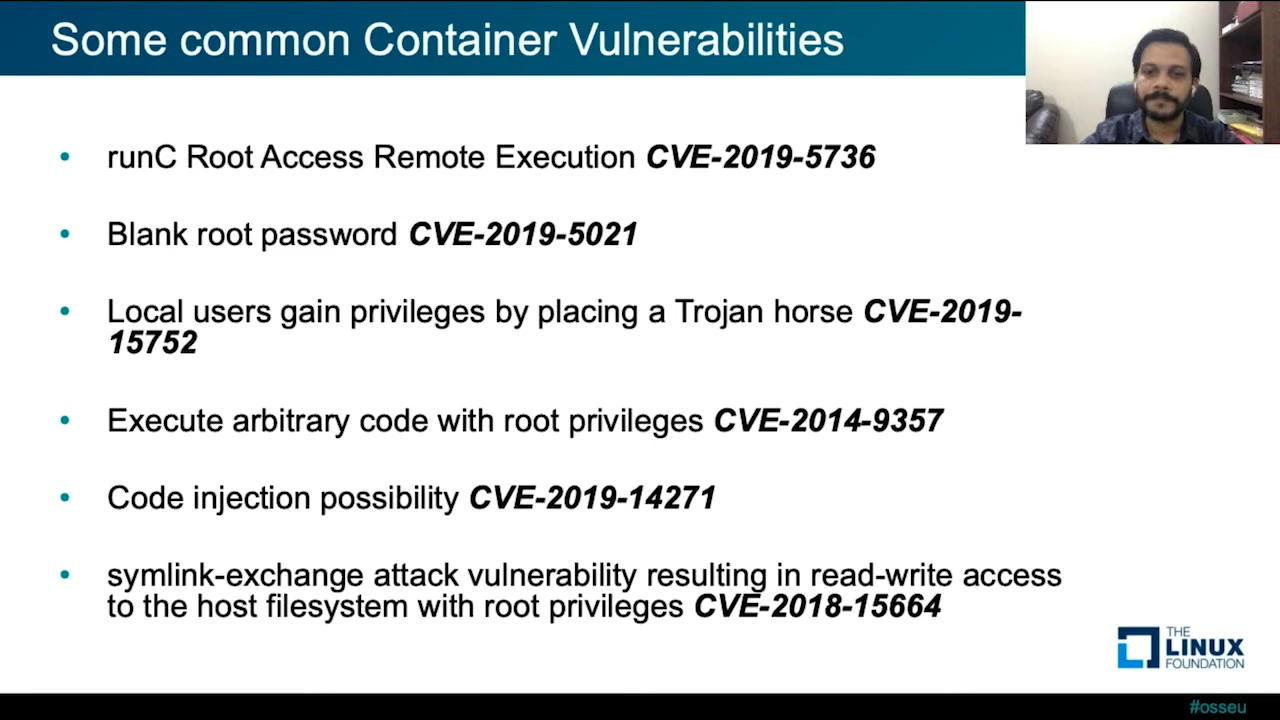 Some common Container Vulnerabilities
• runC Root Access Remote Execution CVE-2019-5736
• Blank root password CVE-2019-5021
• Local users gain privileges by placing a Trojan horse CVE-2019-
15752
• Execute arbitrary code with root privileges CVE-2014-9357
• Code injection possibility CVE-2019-14271
• symlink-exchange attack vulnerability resulting in read-write access
to the host filesystem with root privileges CVE-2018-15664
THE
LINUX
FOUNDATION
#osseu